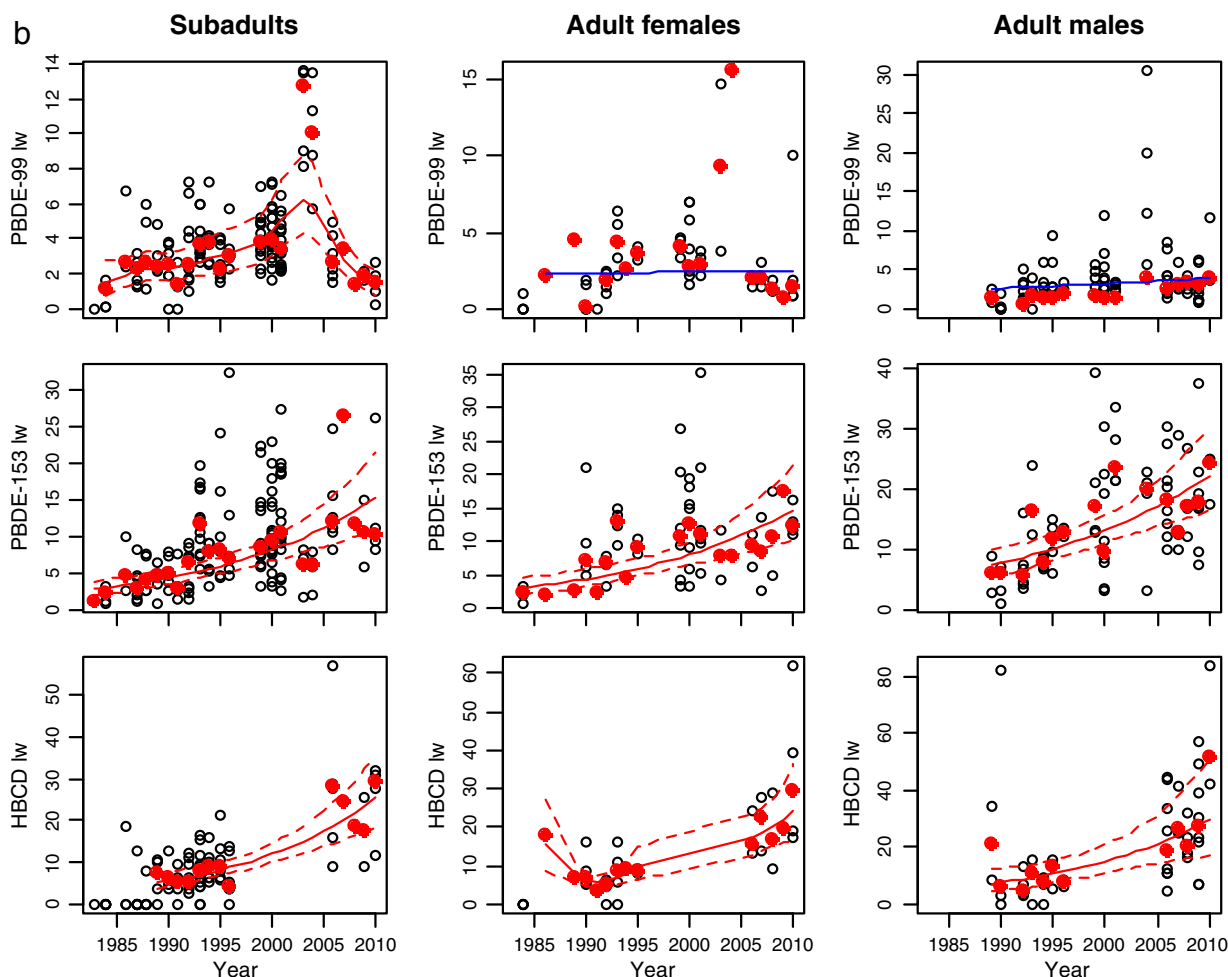 b
Subadults Adult females Adult males
PBDE-99 lw
0 2 4 6 8 10 12 14
PBDE-99 lw
0 5 10 15
PBDE-99 lw
0 5 10 15 20 25 30
PBDE-153 lw
0 5 10 15 20 25 30
PBDE-153 lw
0 5 10 15 20 25 30 35
PBDE-153 lw
0 10 20 30 40
HBCD lw
0 10 20 30 40 50
HBCD lw
0 10 20 30 40 50 60
HBCD lw
0 20 40 60 80
1985 1990 1995 2000 2005 2010
Year
1985 1990 1995 2000 2005 2010
Year
1985 1990 1995 2000 2005 2010
Year